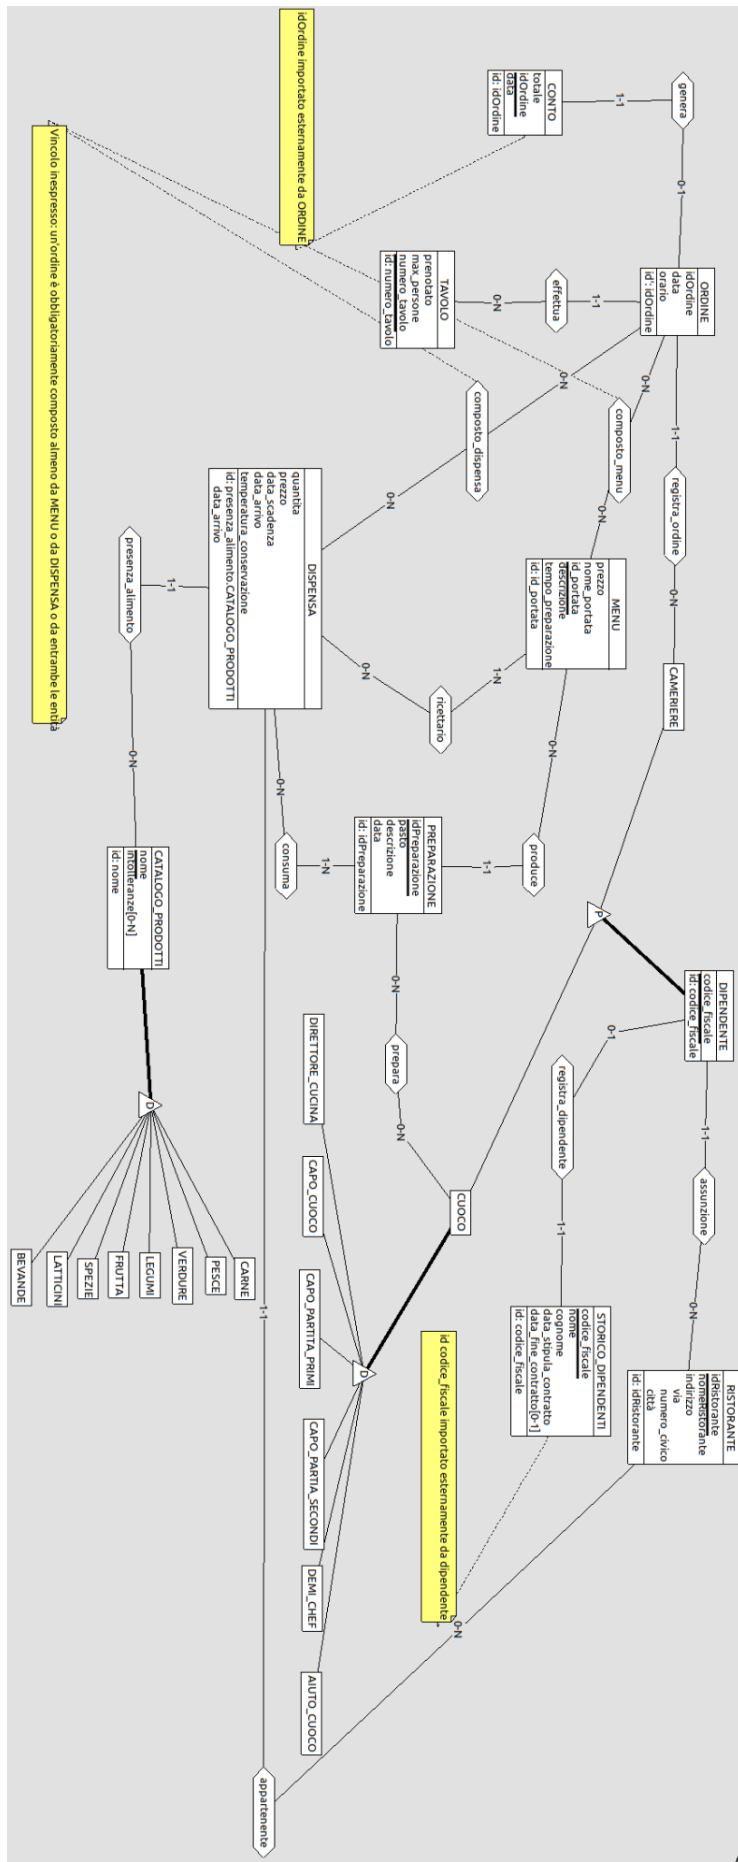 RISTORANTE
idRistorante
nomeRistorante
indirizzo
via
numero_civico
città
id: idRistorante
0-N
assunzione
1-1
DIPENDENTE
codice_fiscale
id: codice_fiscale
0-1
registra_dipendente
1-1
STORICO_DIPENDENTI
codice_fiscale
nome
cognome
data_stipula_contratto
data_fine_contratto[0-1]
id: codice_fiscale
id codice_fiscale importato esternamente da dipendente
0-N
appartenente
1-1
P
CAMERIERE
0-N
registra_ordine
1-1
ORDINE
idOrdine
data
orario
id': idOrdine
0-1
genera
1-1
CONTO
totale
idOrdine
data
id: idOrdine
idOrdine importato esternamente da ORDINE
1-1
effettua
0-N
TAVOLO
prenotato
max_persone
numero_tavolo
id: numero_tavolo
0-N
composto_menu
0-N
0-N
composto_dispensa
0-N
MENU
prezzo
nome_portata
id_portata
descrizione
tempo_preparazione
id: id_portata
1-N
ricettario
0-N
0-N
produce
1-1
PREPARAZIONE
idPreparazione
pasto
descrizione
data
id: idPreparazione
1-N
consuma
0-N
0-N
prepara
0-N
CUOCO
D
DIRETTORE_CUCINA
CAPO_CUOCO
CAPO_PARTITA_PRIMI
CAPO_PARTIA_SECONDI
DEMI_CHEF
AIUTO_CUOCO
DISPENSA
quantita
prezzo
data_scadenza
data_arrivo
temperatura_conservazione
id: presenza_alimento.CATALOGO_PRODOTTI
data_arrivo
1-1
presenza_alimento
0-N
CATALOGO_PRODOTTI
nome
intolleranze[0-N]
id: nome
D
CARNE
PESCE
VERDURE
LEGUMI
FRUTTA
SPEZIE
LATTICINI
BEVANDE
Vincolo inespresso: un'ordine è obbligatoriamente composto almeno da MENU o da DISPENSA o da entrambe le entità